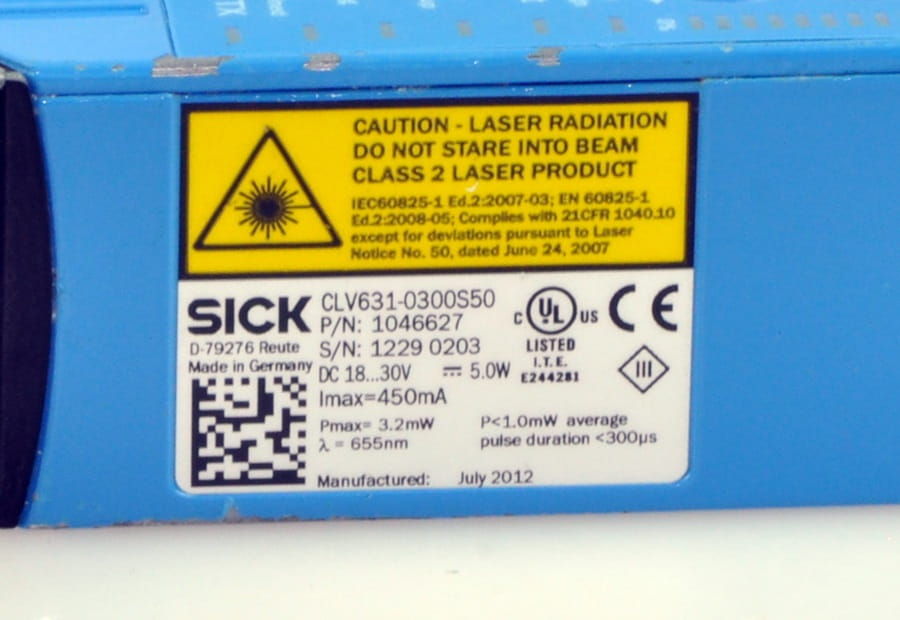 CAUTION - LASER RADIATION
DO NOT STARE INTO BEAM
CLASS 2 LASER PRODUCT
IEC60825-1 Ed.2:2007-03; EN 60825-1
Ed.2:2008-05; Complies with 21CFR 1040.10
except for deviations pursuant to Laser
Notice No. 50, dated June 24, 2007
SICK
D-79276 Reute
Made in Germany
CLV631-0300S50
P/N: 1046627
S/N: 1229 0203
DC 18...30V ⎓ 5.0W
Imax=450mA
Pmax= 3.2mW
λ = 655nm
P<1.0mW average
pulse duration <300µs
Manufactured: July 2012
c UL US
LISTED
I.T.E.
E244281
CE
III